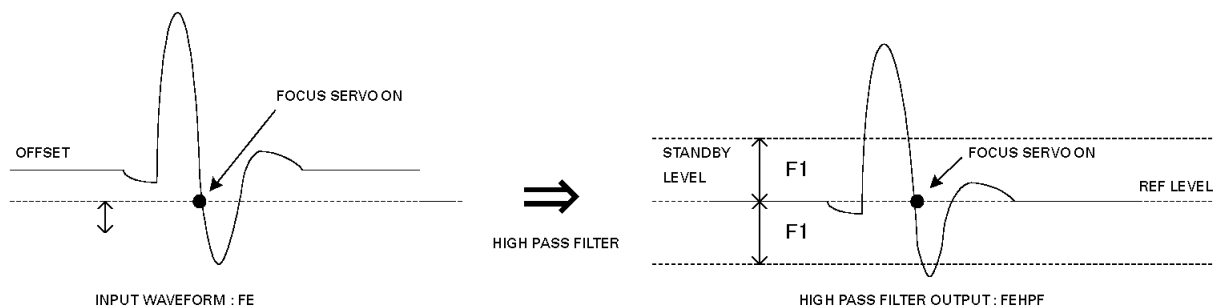 FOCUS SERVO ON
OFFSET
INPUT WAVEFORM : FE
HIGH PASS FILTER
STANDBY
LEVEL
F1
F1
FOCUS SERVO ON
REF LEVEL
HIGH PASS FILTER OUTPUT : FEHPF